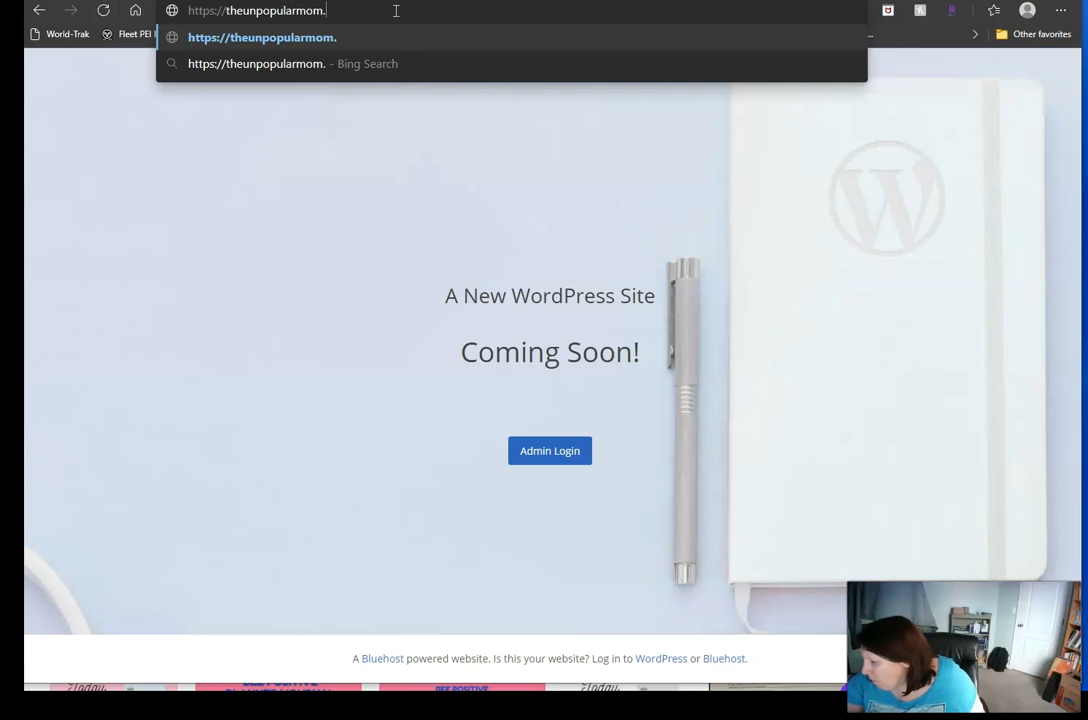 https://theunpopularmom.
World-Trak
Fleet PEI
Other favorites
https://theunpopularmom.
https://theunpopularmom. - Bing Search
A New WordPress Site
Coming Soon!
Admin Login
A Bluehost powered website. Is this your website? Log in to WordPress or Bluehost.
Today